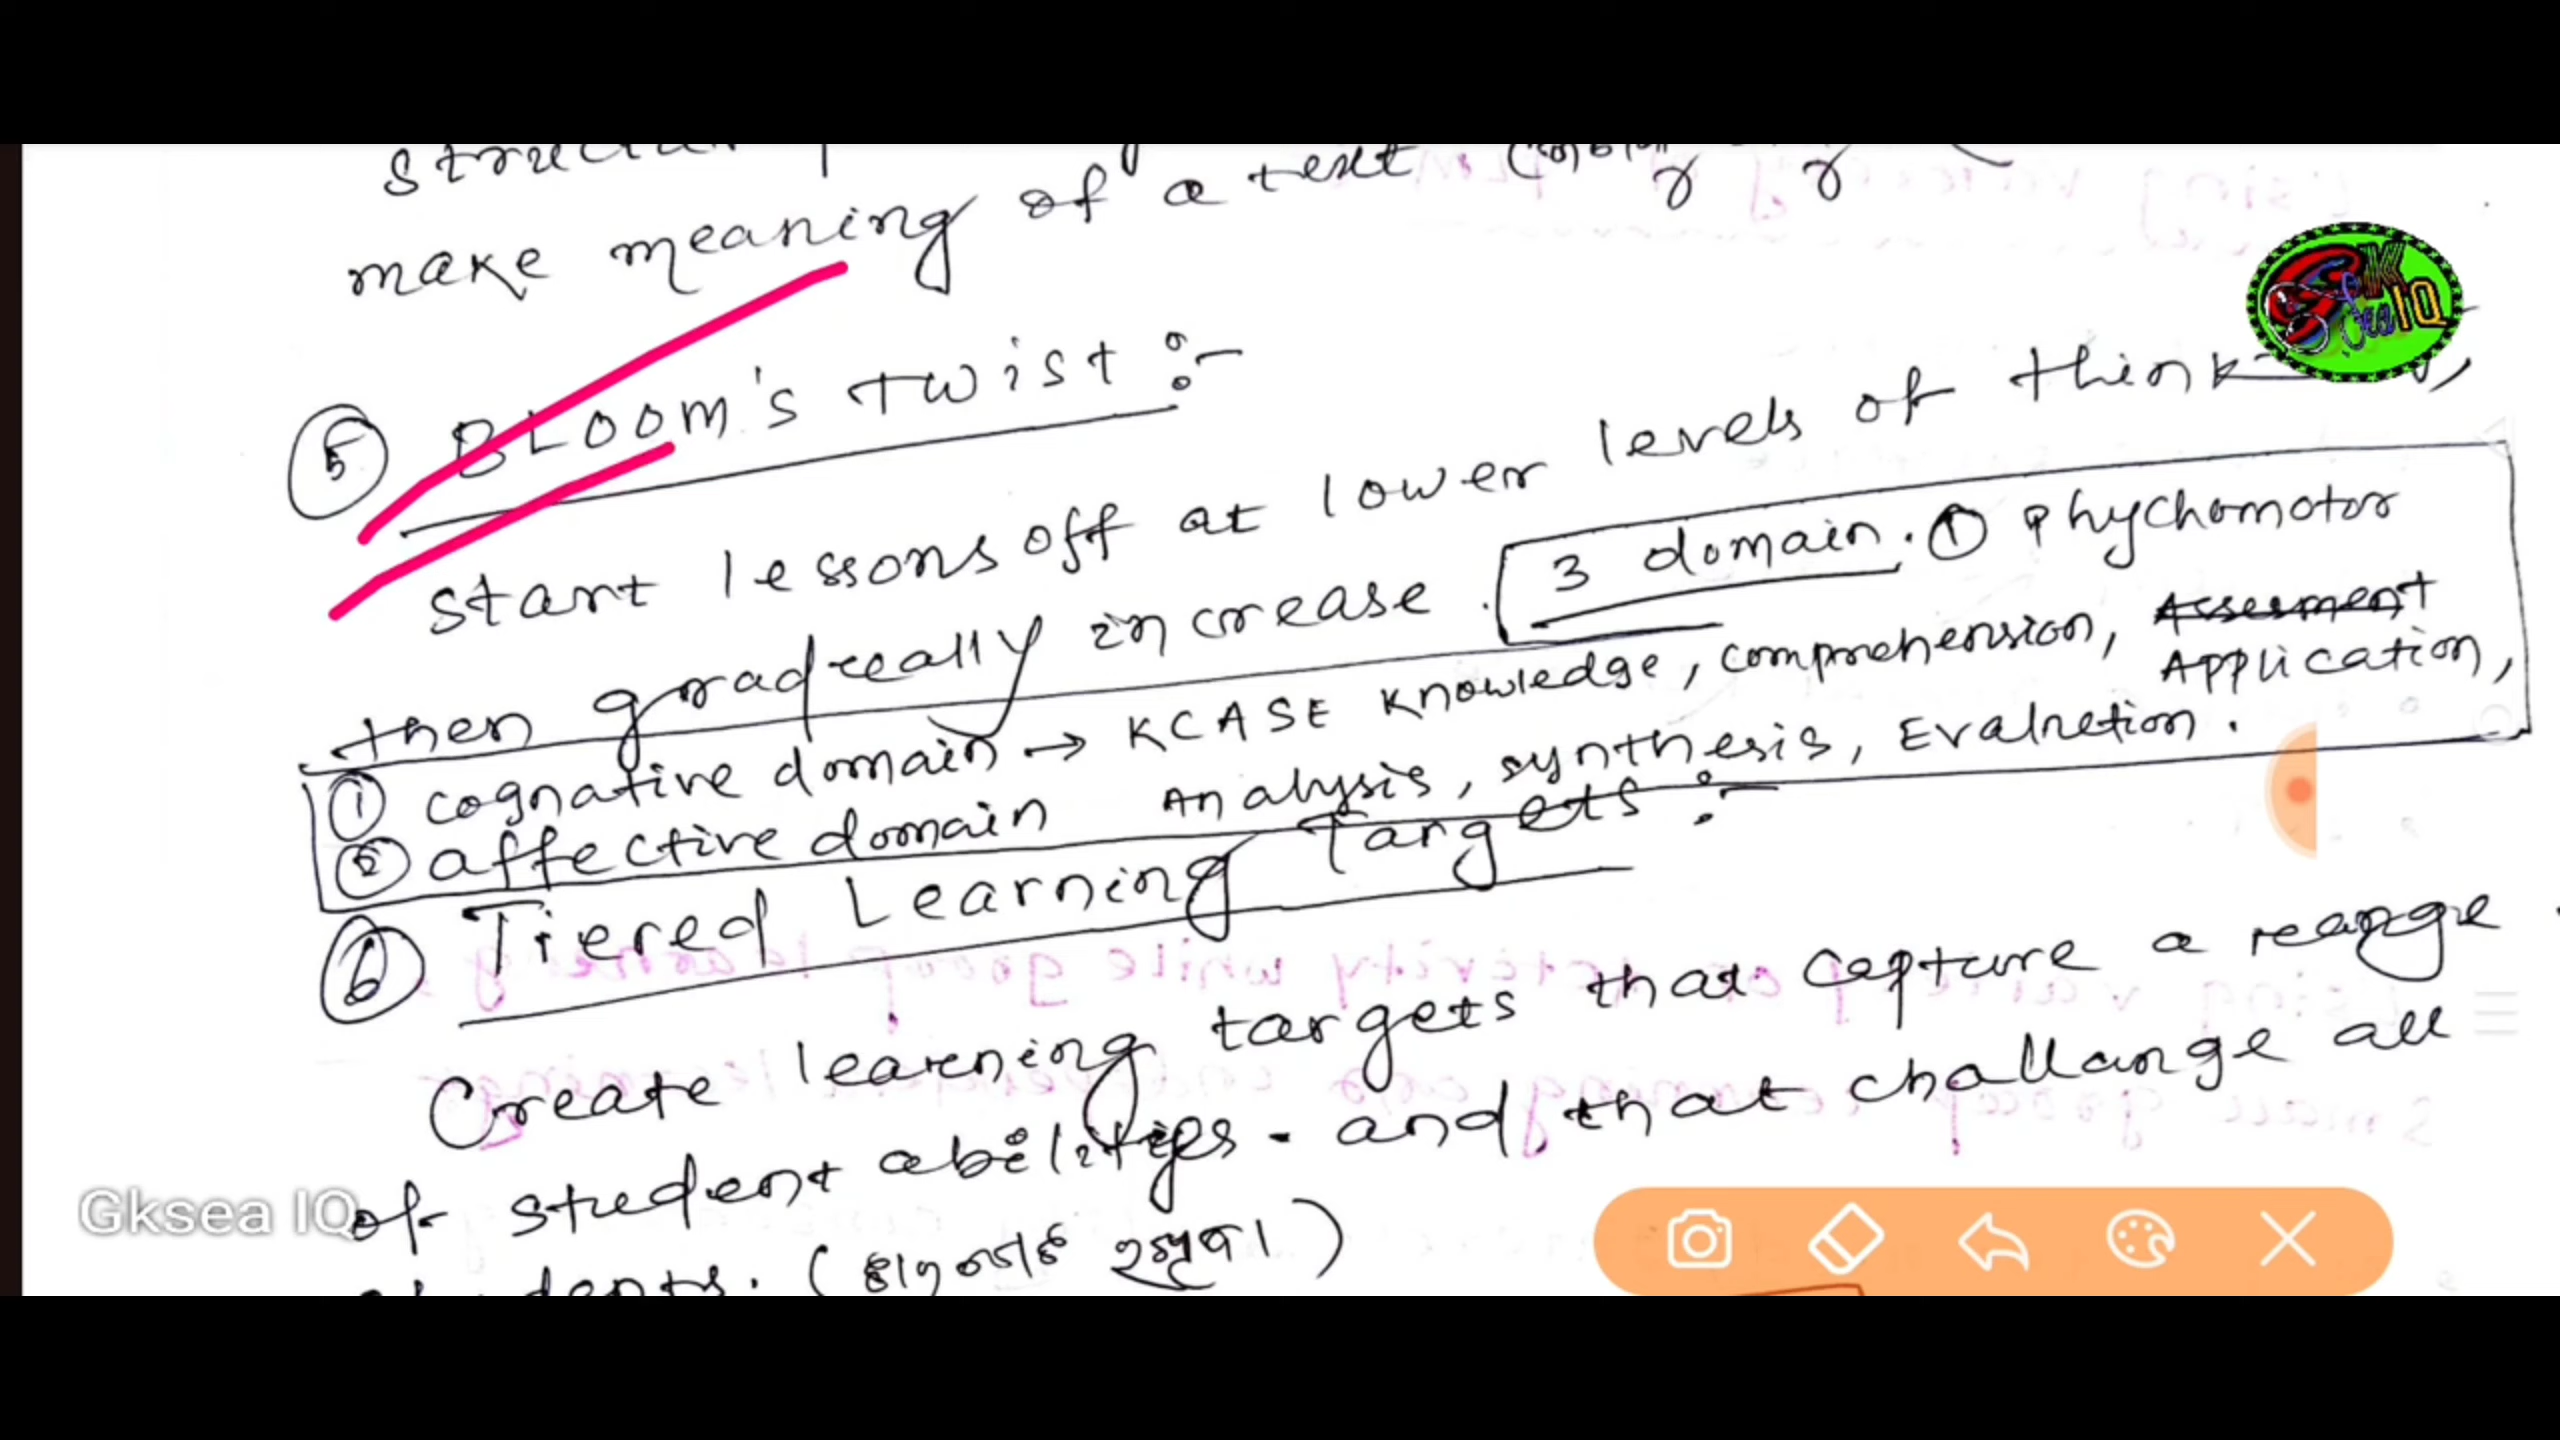 make meaning of a text.
⑤ BLOOM'S twist :-
start lessons off at lower levels of
then gradually increase. 3 domain. ① Phychomotor
① cognative domain → KCASE Knowledge, comprehension, Assesment Application,
② affective domain Analysis, synthesis, Evalnetion.
⑥ Tiered Learning Targets :-
Create learning targets that capture a reange
of student abilities - and that challange all
Gksea IQ